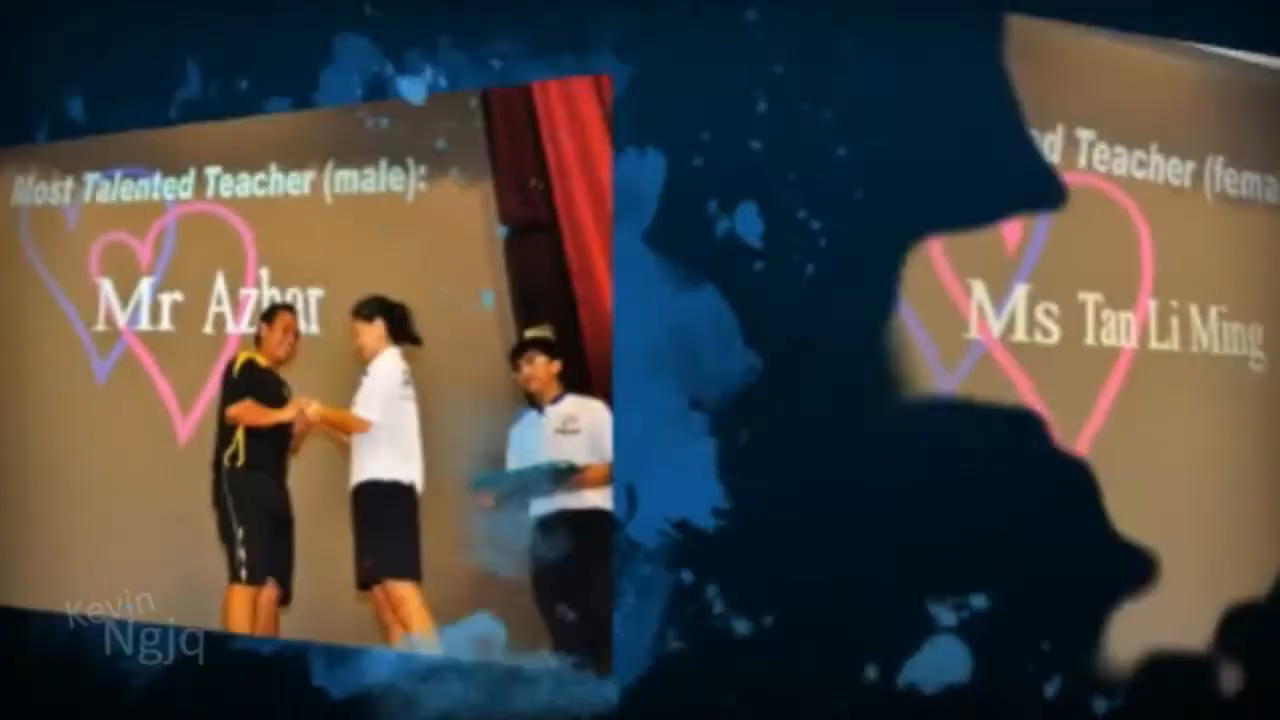 Most Talented Teacher (male):
Mr Azhar
d Teacher (fema
Ms Tan Li Ming
Kevin
Ngjq